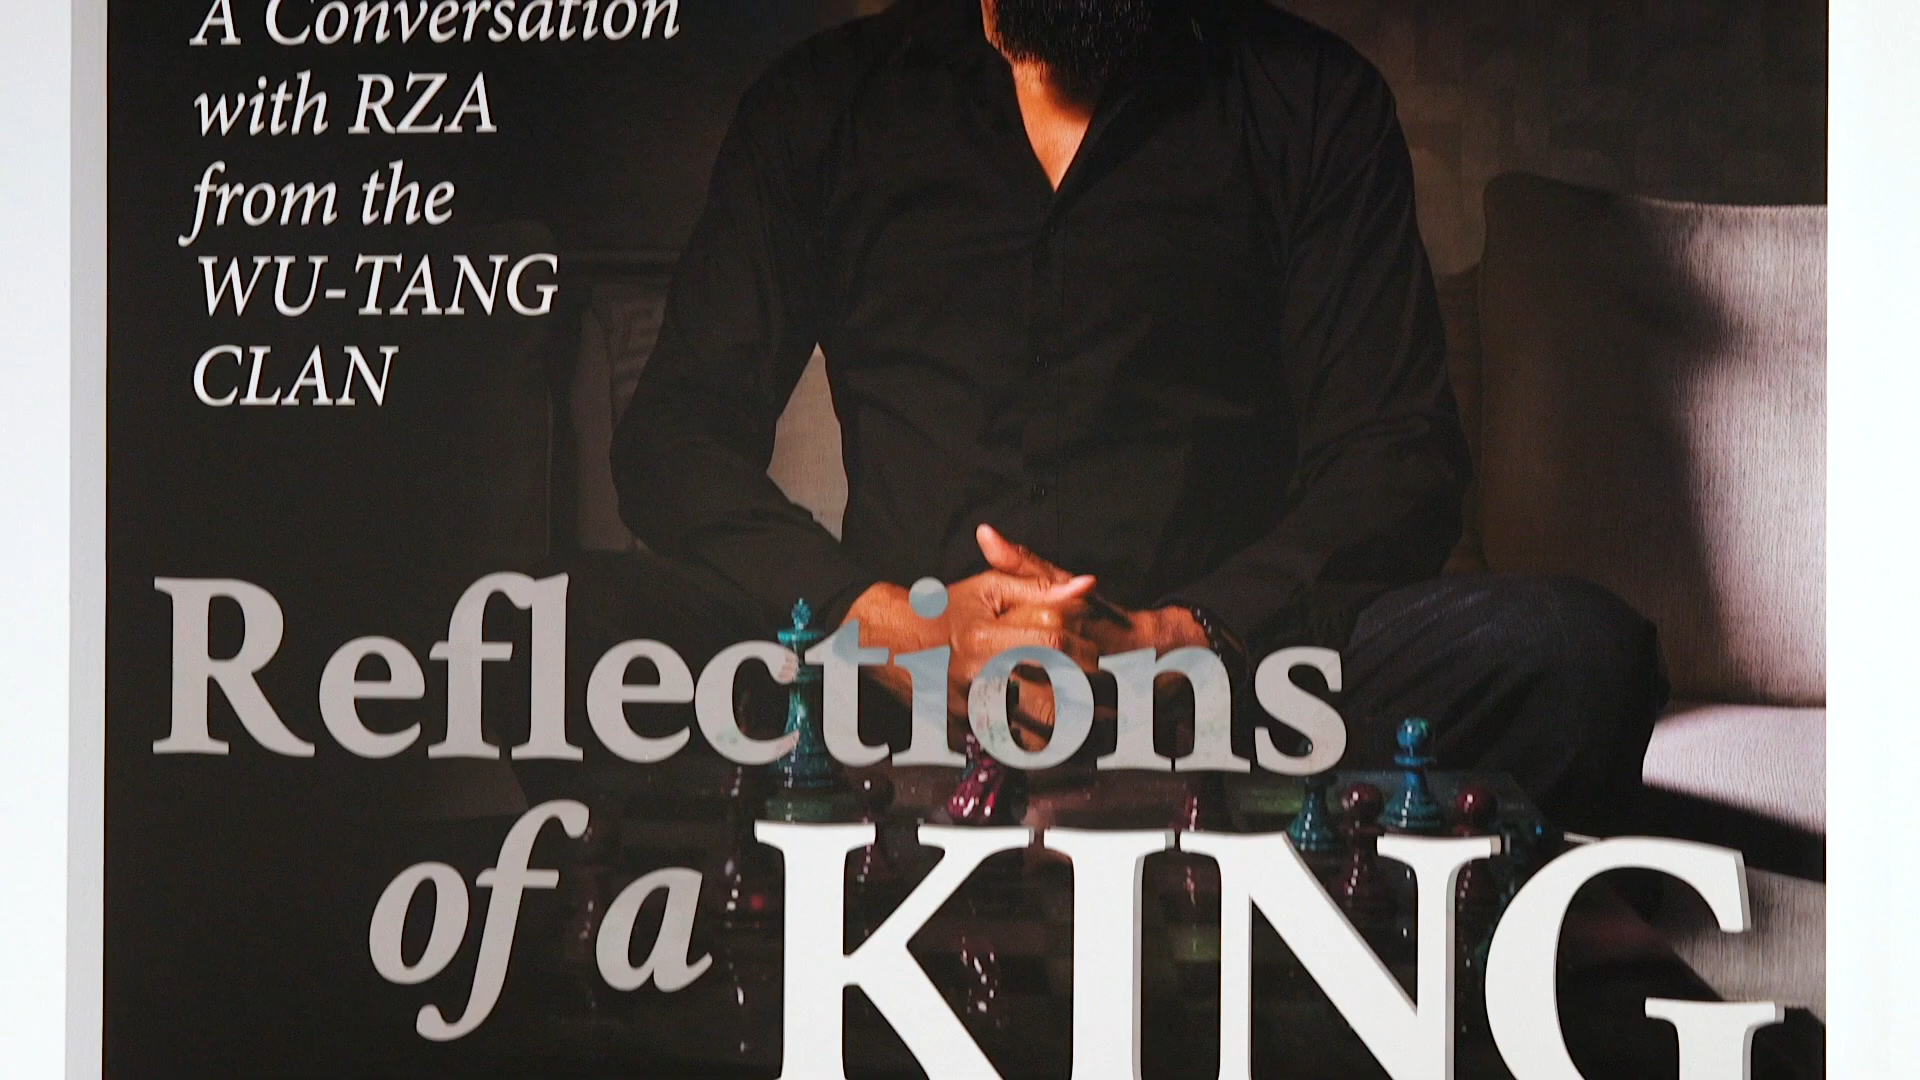 A Conversation
with RZA
from the
WU-TANG
CLAN
Reflections
of a KING